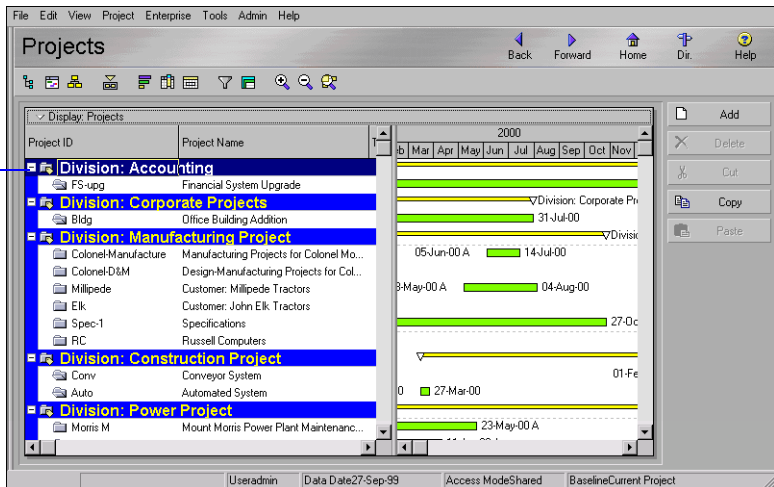 File Edit View Project Enterprise Tools Admin Help
Projects
Back Forward Home Dir. Help
Display: Projects
Project ID Project Name T
2000
b Mar Apr May Jun Jul Aug Sep Oct Nov
Add
Delete
Cut
Copy
Paste
Division: Accounting
FS-upg Financial System Upgrade
Division: Corporate Projects
Division: Corporate Pr
Bldg Office Building Addition
31-Jul-00
Division: Manufacturing Project
Divisi
Colonel-Manufacture Manufacturing Projects for Colonel Mo...
05-Jun-00 A 14-Jul-00
Colonel-D&M Design-Manufacturing Projects for Col...
Millipede Customer: Millipede Tractors
-May-00 A 04-Aug-00
Elk Customer: John Elk Tractors
Spec-1 Specifications
27-Oc
RC Russell Computers
Division: Construction Project
Conv Conveyor System
01-Fe
Auto Automated System
0 27-Mar-00
Division: Power Project
Morris M Mount Morris Power Plant Maintenanc...
23-May-00 A
Useradmin Data Date27-Sep-99 Access ModeShared BaselineCurrent Project